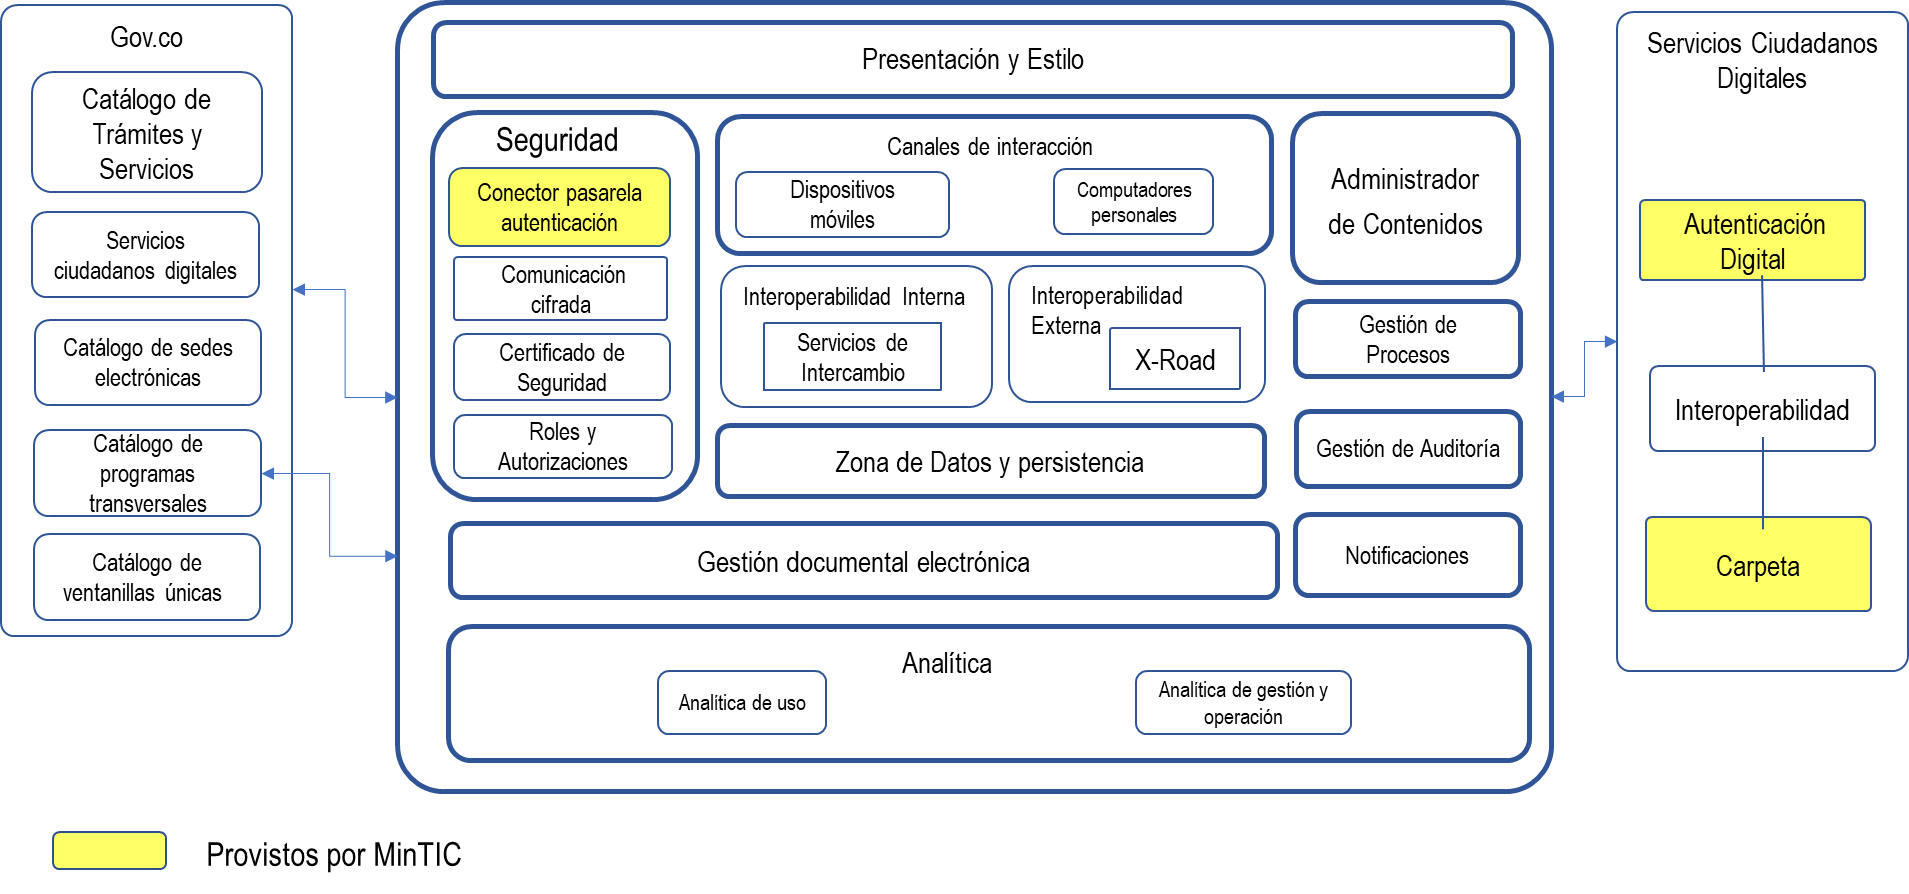 Gov.co
Catálogo de
Trámites y
Servicios
Servicios
ciudadanos digitales
Catálogo de sedes
electrónicas
Catálogo de
programas
transversales
Catálogo de
ventanillas únicas
Presentación y Estilo
Seguridad
Conector pasarela
autenticación
Comunicación
cifrada
Certificado de
Seguridad
Roles y
Autorizaciones
Canales de interacción
Dispositivos
móviles
Computadores
personales
Interoperabilidad Interna
Servicios de
Intercambio
Interoperabilidad
Externa
X-Road
Zona de Datos y persistencia
Administrador
de Contenidos
Gestión de
Procesos
Gestión de Auditoría
Notificaciones
Gestión documental electrónica
Analítica
Analítica de uso
Analítica de gestión y
operación
Servicios Ciudadanos
Digitales
Autenticación
Digital
Interoperabilidad
Carpeta
Provistos por MinTIC